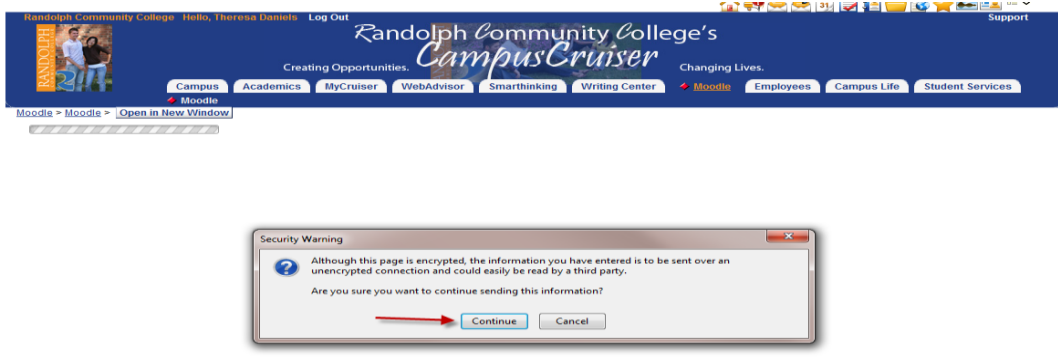 Randolph Community College Hello, Theresa Daniels Log Out
Support
RANDOLPH
Randolph Community College's
Creating Opportunities. CampusCruiser Changing Lives.
Campus Academics MyCruiser WebAdvisor Smarthinking Writing Center Moodle Employees Campus Life Student Services
Moodle
Moodle > Moodle > Open in New Window
Security Warning
Although this page is encrypted, the information you have entered is to be sent over an
unencrypted connection and could easily be read by a third party.
Are you sure you want to continue sending this information?
Continue Cancel